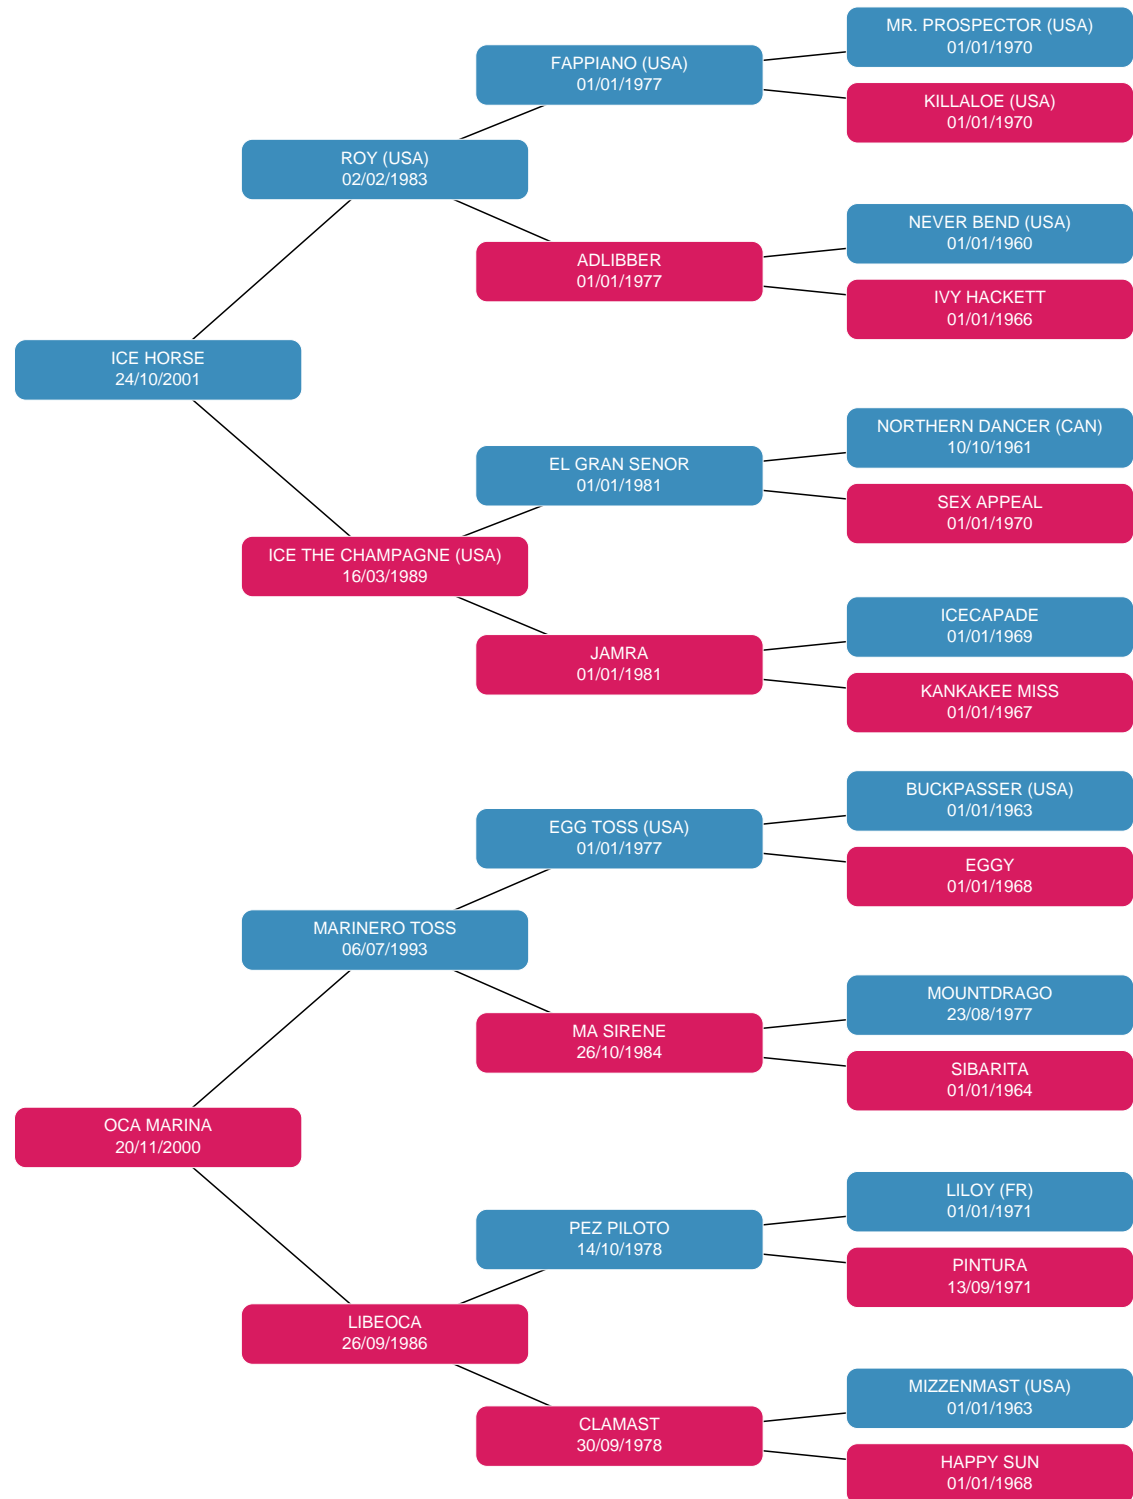 MR. PROSPECTOR (USA)
01/01/1970
FAPPIANO (USA)
01/01/1977
KILLALOE (USA)
01/01/1970
ROY (USA)
02/02/1983
NEVER BEND (USA)
01/01/1960
ADLIBBER
01/01/1977
IVY HACKETT
01/01/1966
ICE HORSE
24/10/2001
NORTHERN DANCER (CAN)
10/10/1961
EL GRAN SENOR
01/01/1981
SEX APPEAL
01/01/1970
ICE THE CHAMPAGNE (USA)
16/03/1989
ICECAPADE
01/01/1969
JAMRA
01/01/1981
KANKAKEE MISS
01/01/1967
BUCKPASSER (USA)
01/01/1963
EGG TOSS (USA)
01/01/1977
EGGY
01/01/1968
MARINERO TOSS
06/07/1993
MOUNTDRAGO
23/08/1977
MA SIRENE
26/10/1984
SIBARITA
01/01/1964
OCA MARINA
20/11/2000
LILOY (FR)
01/01/1971
PEZ PILOTO
14/10/1978
PINTURA
13/09/1971
LIBEOCA
26/09/1986
MIZZENMAST (USA)
01/01/1963
CLAMAST
30/09/1978
HAPPY SUN
01/01/1968